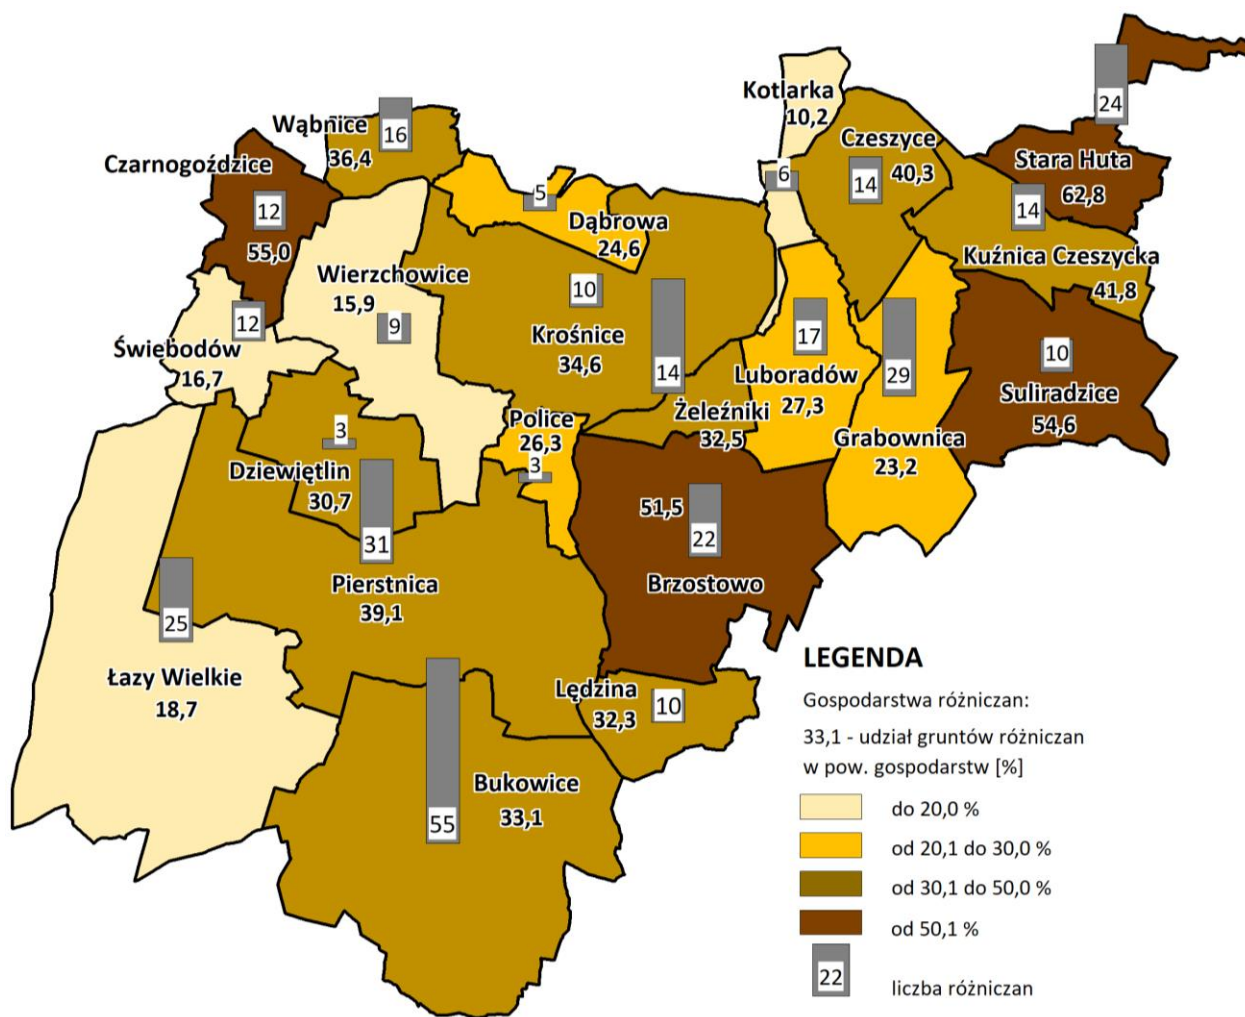 Kotlarka
10,2
24
Wąbnice
16
36,4
Czeszyce
14
40,3
Stara Huta
62,8
Czarnogoździce
12
55,0
6
5
Dąbrowa
24,6
14
Kuźnica Czeszycka
41,8
Wierzchowice
15,9
9
10
Krośnice
34,6
14
12
Świebodów
16,7
17
Luboradów
27,3
29
Grabownica
23,2
10
Suliradzice
54,6
Żeleźniki
32,5
Police
26,3
3
3
Dziewiętlin
30,7
31
Pierstnica
39,1
51,5
22
Brzostowo
25
Łazy Wielkie
18,7
Lędzina
32,3
10
Bukowice
33,1
55
LEGENDA
Gospodarstwa różniczan:
33,1 - udział gruntów różniczan
w pow. gospodarstw [%]
do 20,0 %
od 20,1 do 30,0 %
od 30,1 do 50,0 %
od 50,1 %
22
liczba różniczan